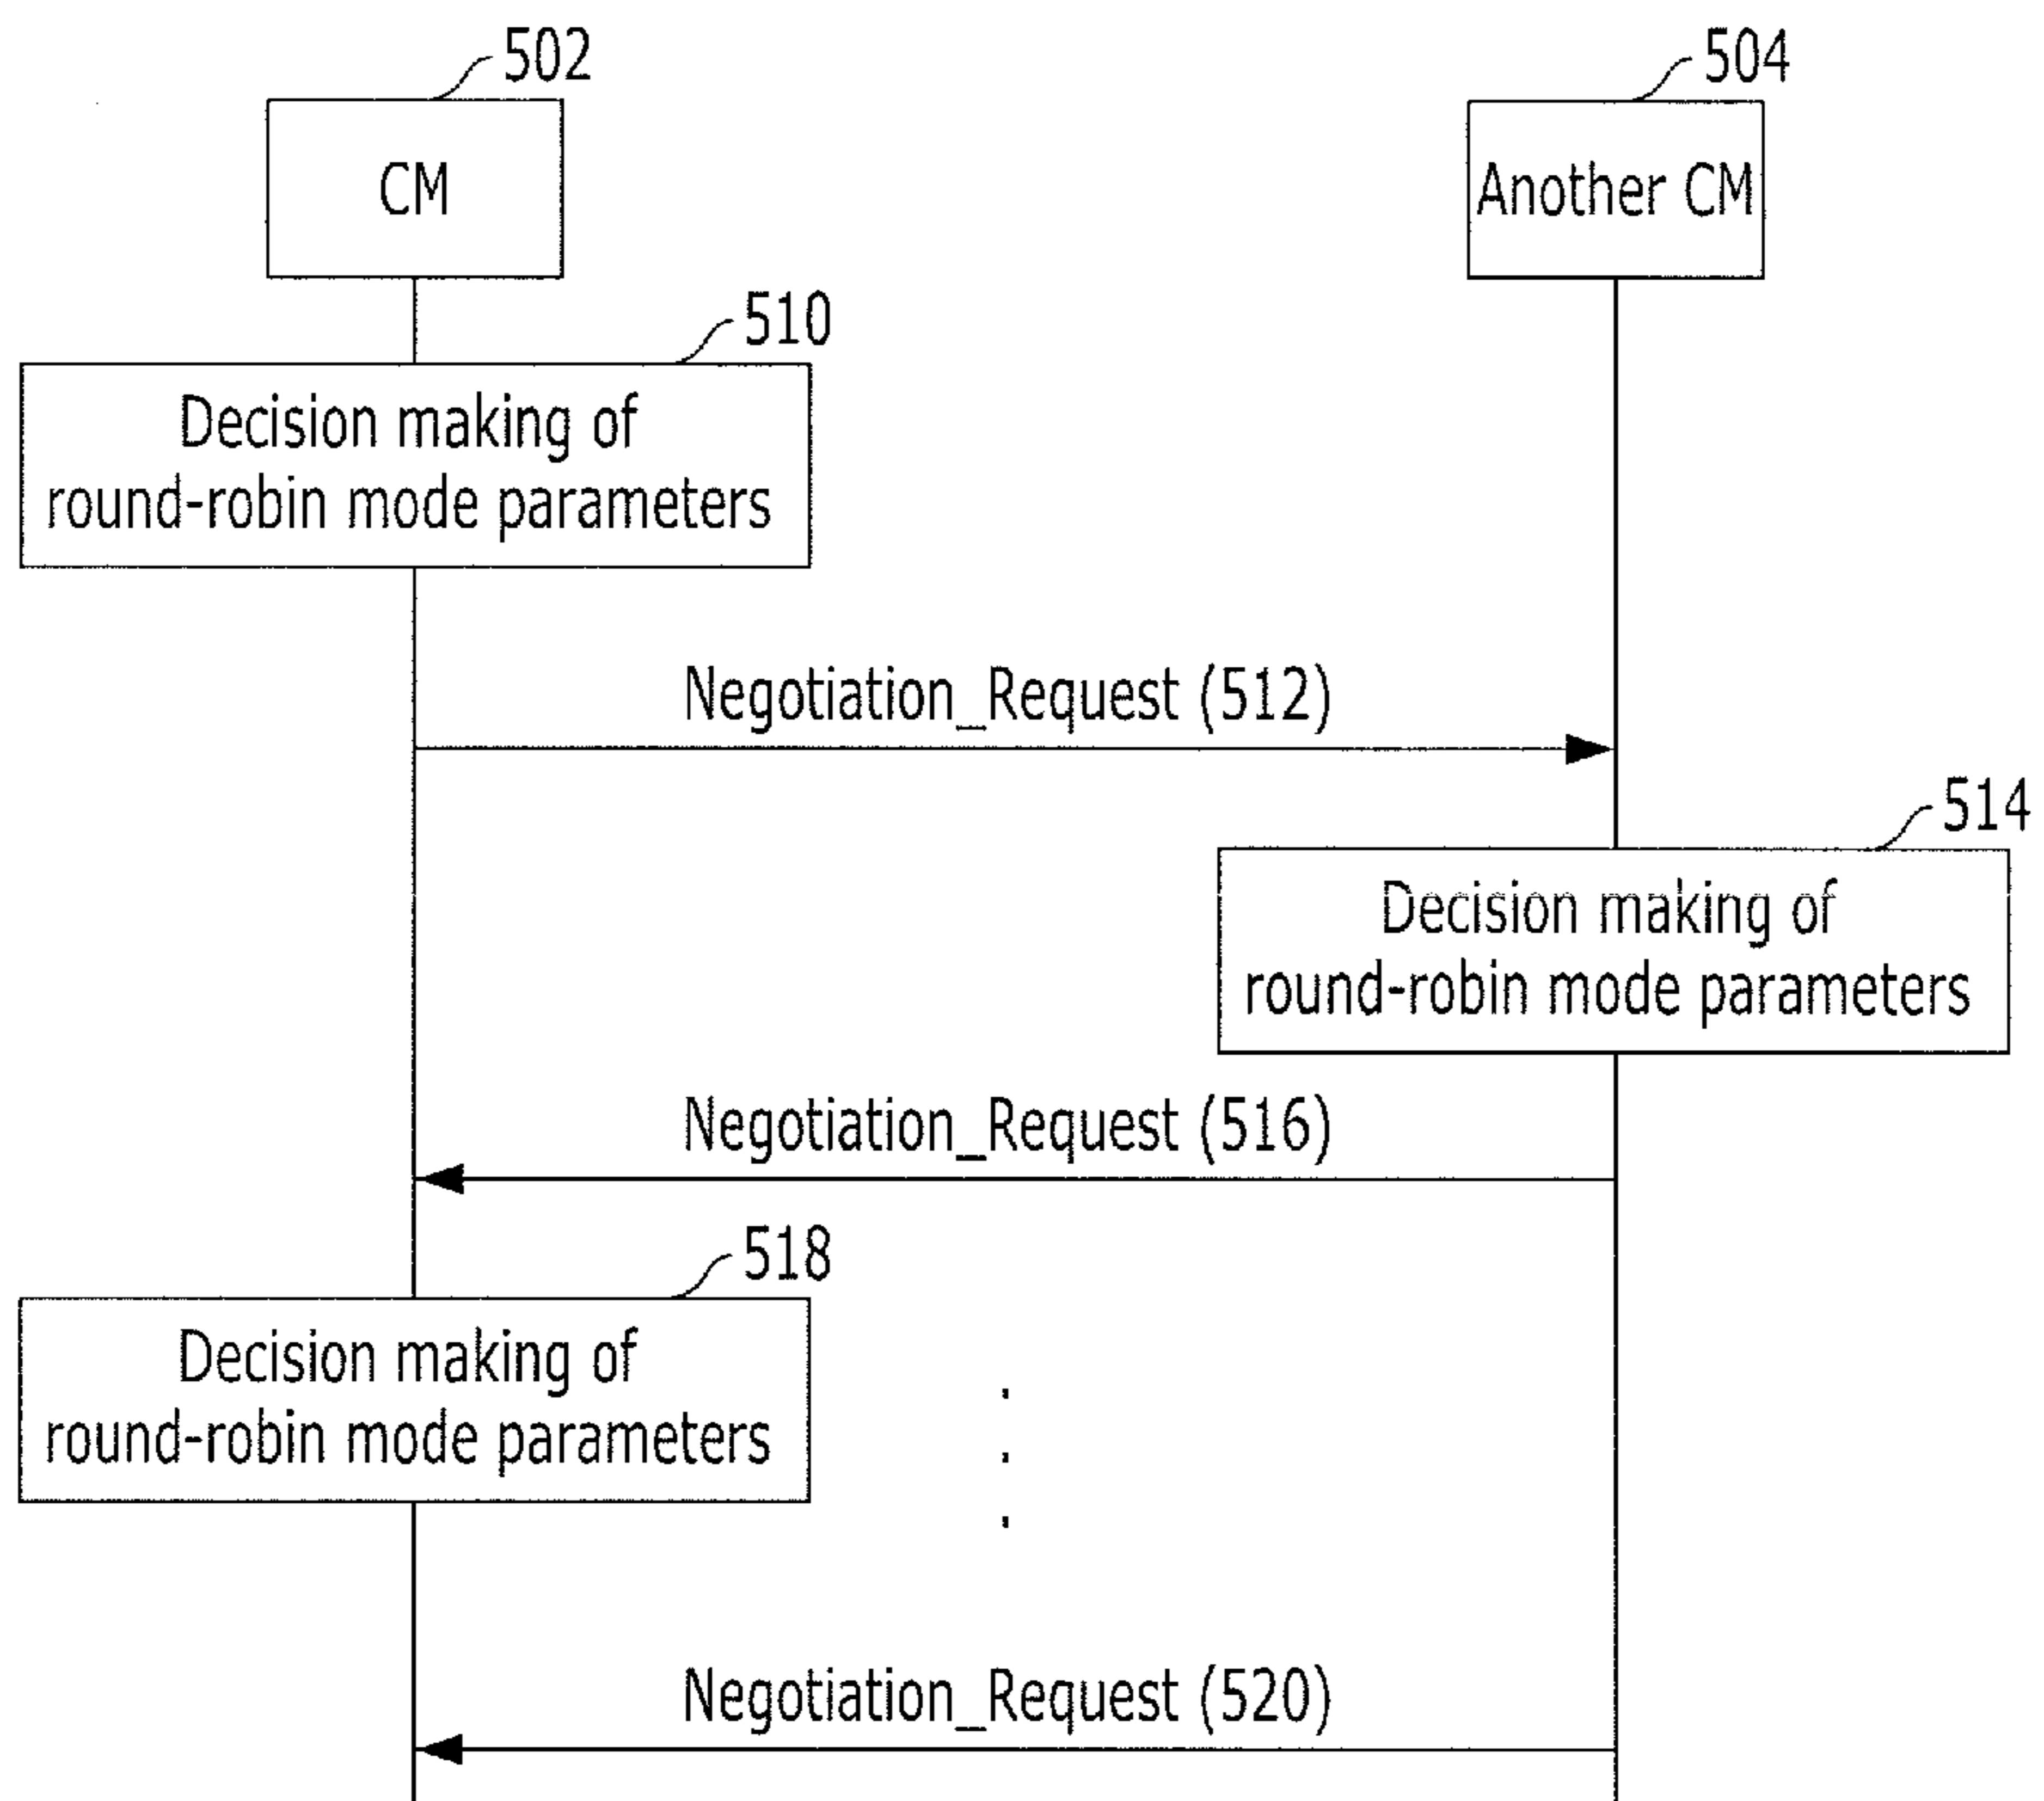 502
504
CM
Another CM
510
Decision making of
round-robin mode parameters
Negotiation_Request (512)
514
Decision making of
round-robin mode parameters
Negotiation_Request (516)
518
Decision making of
round-robin mode parameters
Negotiation_Request (520)